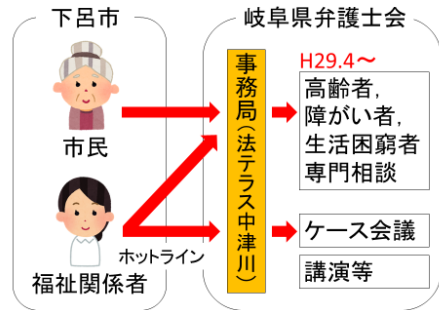 下呂市
市民
福祉関係者
ホットライン
岐阜県弁護士会
事務局(法テラス中津川)
H29.4~
高齢者,
障がい者,
生活困窮者
専門相談
ケース会議
講演等